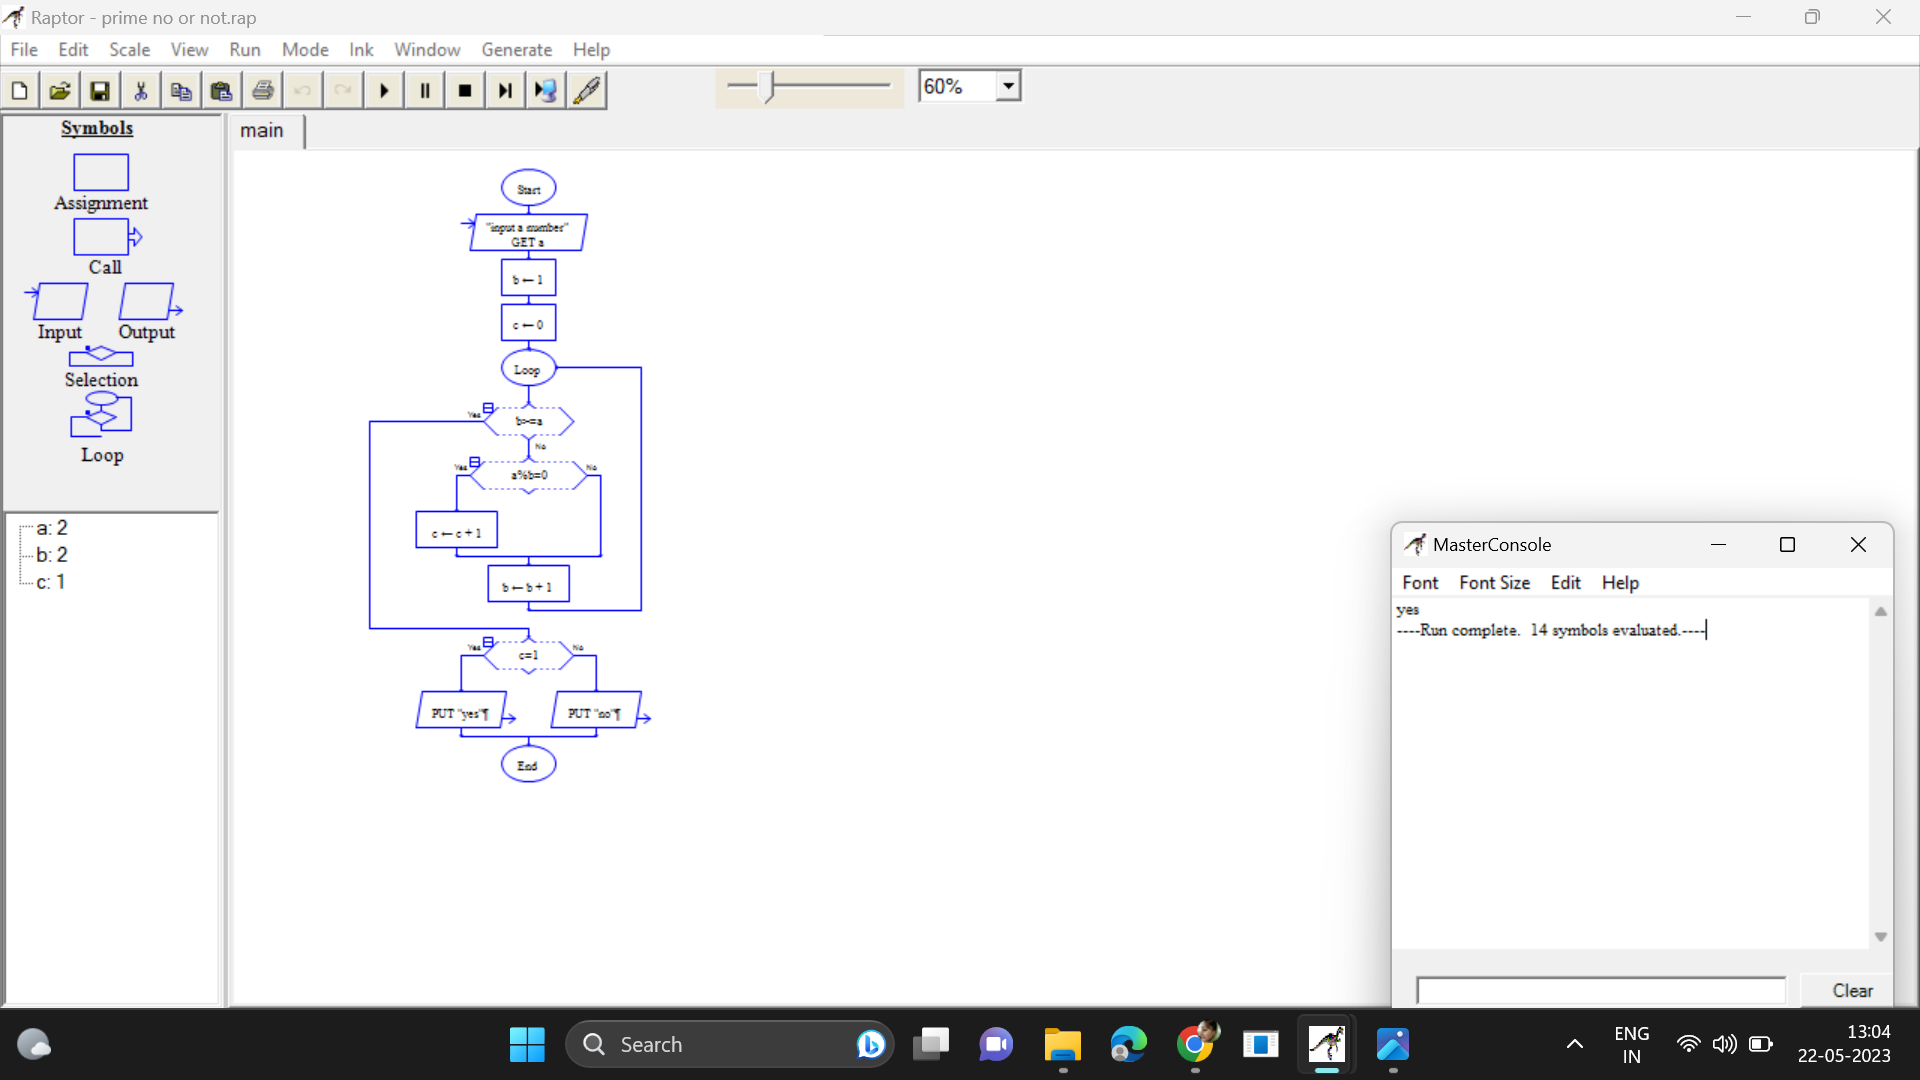 Raptor - prime no or not.rap
File Edit Scale View Run Mode Ink Window Generate Help
60%
Symbols
Assignment
Call
Input Output
Selection
Loop
a: 2
b: 2
c: 1
main
Start
"input a number"
GET a
b ← 1
c ← 0
Loop
Yes
b>=a
No
Yes
No
a%b=0
c ← c + 1
b ← b + 1
Yes
No
c=1
PUT "yes"¶
PUT "no"¶
End
MasterConsole
Font Font Size Edit Help
yes
----Run complete. 14 symbols evaluated.----
Clear
Search
ENG
IN
13:04
22-05-2023